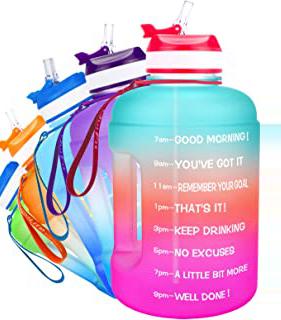 7am— GOOD MORNING!
9am— YOU'VE GOT IT
11am— REMEMBER YOUR GOAL
1pm— THAT'S IT!
3pm— KEEP DRINKING
5pm— NO EXCUSES
7pm— A LITTLE BIT MORE
9pm— WELL DONE!